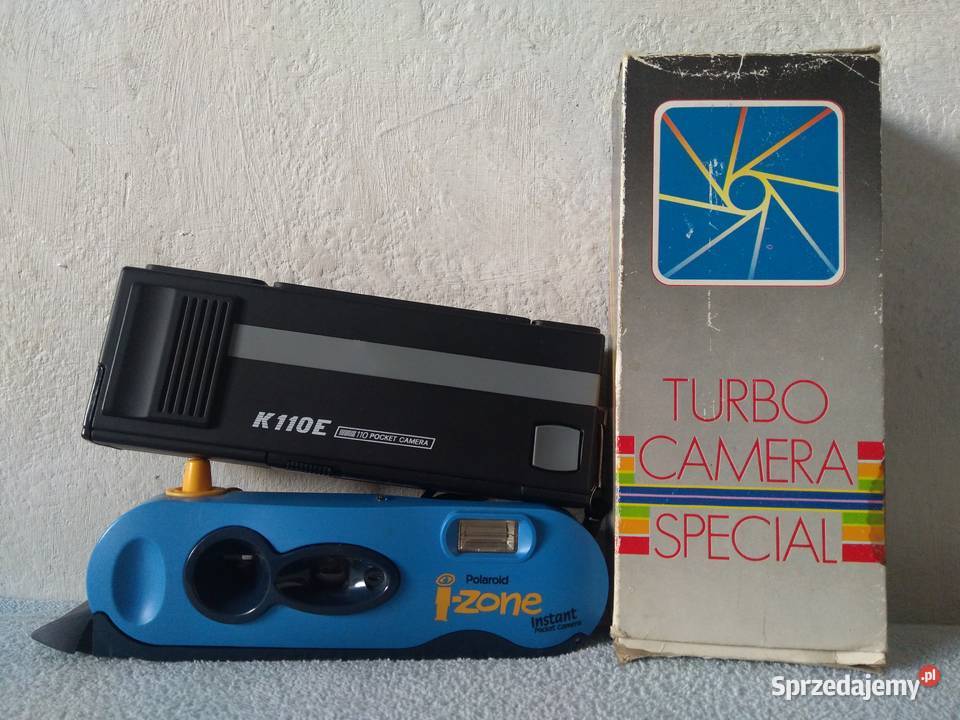 K110E 110 POCKET CAMERA
Polaroid
i-zone
Instant
Pocket Camera
TURBO
CAMERA
SPECIAL
Sprzedajemy.pl